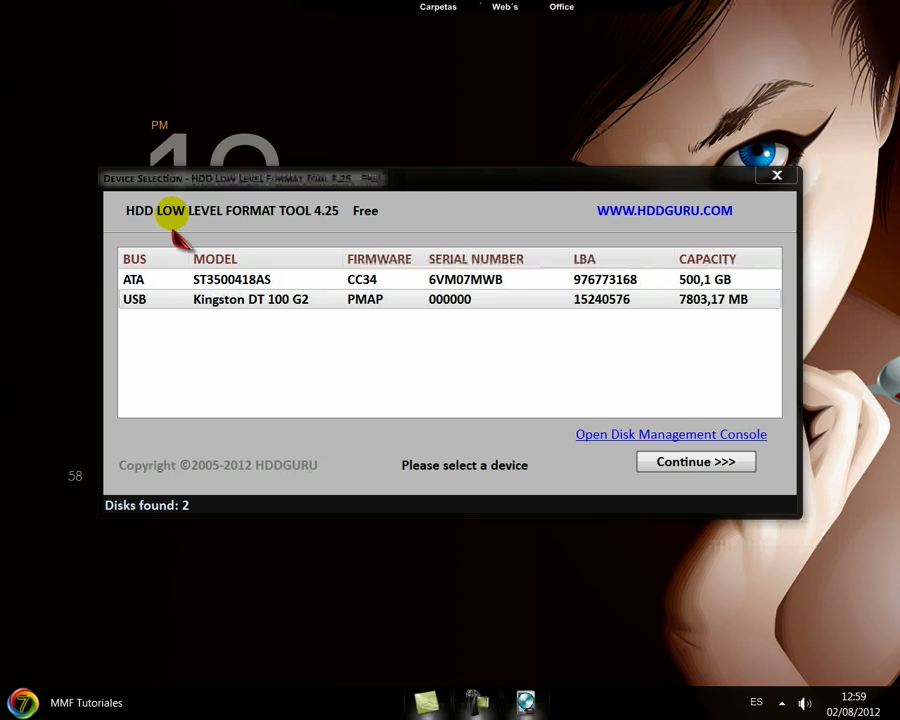 Carpetas Web´s Office
PM
DEVICE SELECTION - HDD LOW LEVEL FORMAT TOOL 4.25
HDD LOW LEVEL FORMAT TOOL 4.25 Free WWW.HDDGURU.COM
BUS MODEL FIRMWARE SERIAL NUMBER LBA CAPACITY
ATA ST3500418AS CC34 6VM07MWB 976773168 500,1 GB
USB Kingston DT 100 G2 PMAP 000000 15240576 7803,17 MB
Open Disk Management Console
Copyright ©2005-2012 HDDGURU Please select a device Continue >>>
58
Disks found: 2
7 MMF Tutoriales ES 12:59
02/08/2012